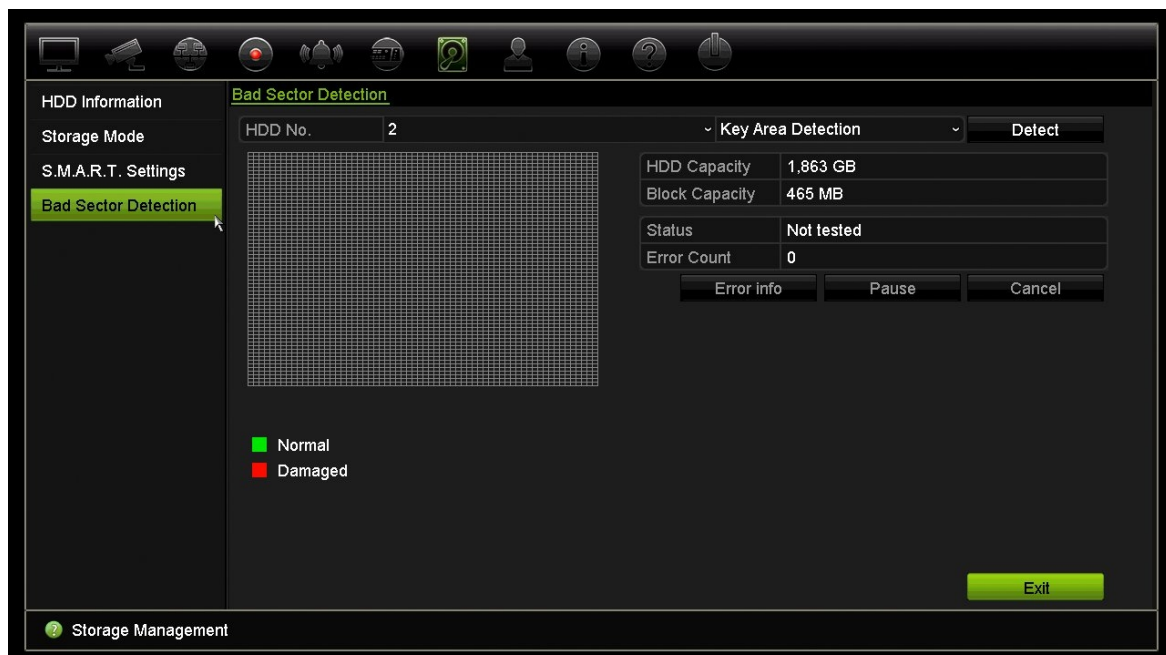 HDD Information
Storage Mode
S.M.A.R.T. Settings
Bad Sector Detection
Bad Sector Detection
HDD No. 2 Key Area Detection Detect
HDD Capacity 1,863 GB
Block Capacity 465 MB
Status Not tested
Error Count 0
Error info Pause Cancel
Normal
Damaged
Exit
Storage Management